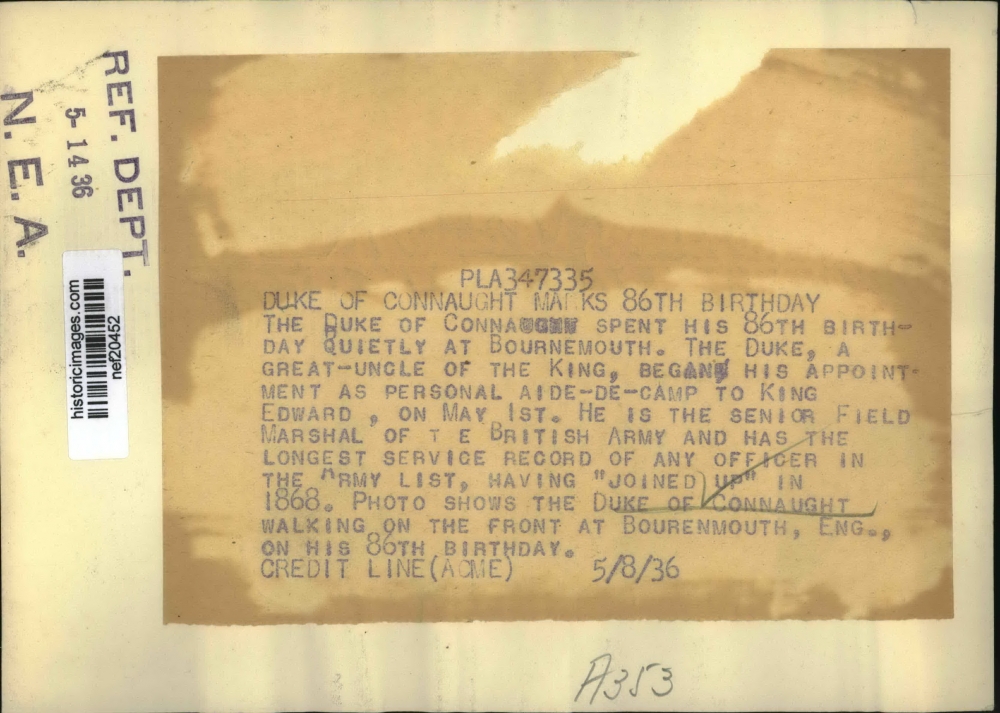 REF. DEPT.
5-14 36
N. E. A.
historicimages.com
nef20452
PLA347335
DUKE OF CONNAUGHT MARKS 86TH BIRTHDAY
THE DUKE OF CONNAUGHT SPENT HIS 86TH BIRTH-
DAY QUIETLY AT BOURNEMOUTH. THE DUKE, A
GREAT-UNCLE OF THE KING, BEGAN HIS APPOINT-
MENT AS PERSONAL AIDE-DE-CAMP TO KING
EDWARD , ON MAY 1ST. HE IS THE SENIOR FIELD
MARSHAL OF T E BRITISH ARMY AND HAS THE
LONGEST SERVICE RECORD OF ANY OFFICER IN
THE ARMY LIST, HAVING "JOINED UP" IN
1868. PHOTO SHOWS THE DUKE OF CONNAUGHT
WALKING ON THE FRONT AT BOURENMOUTH, ENG.,
ON HIS 86TH BIRTHDAY.
CREDIT LINE(ACME) 5/8/36
A353